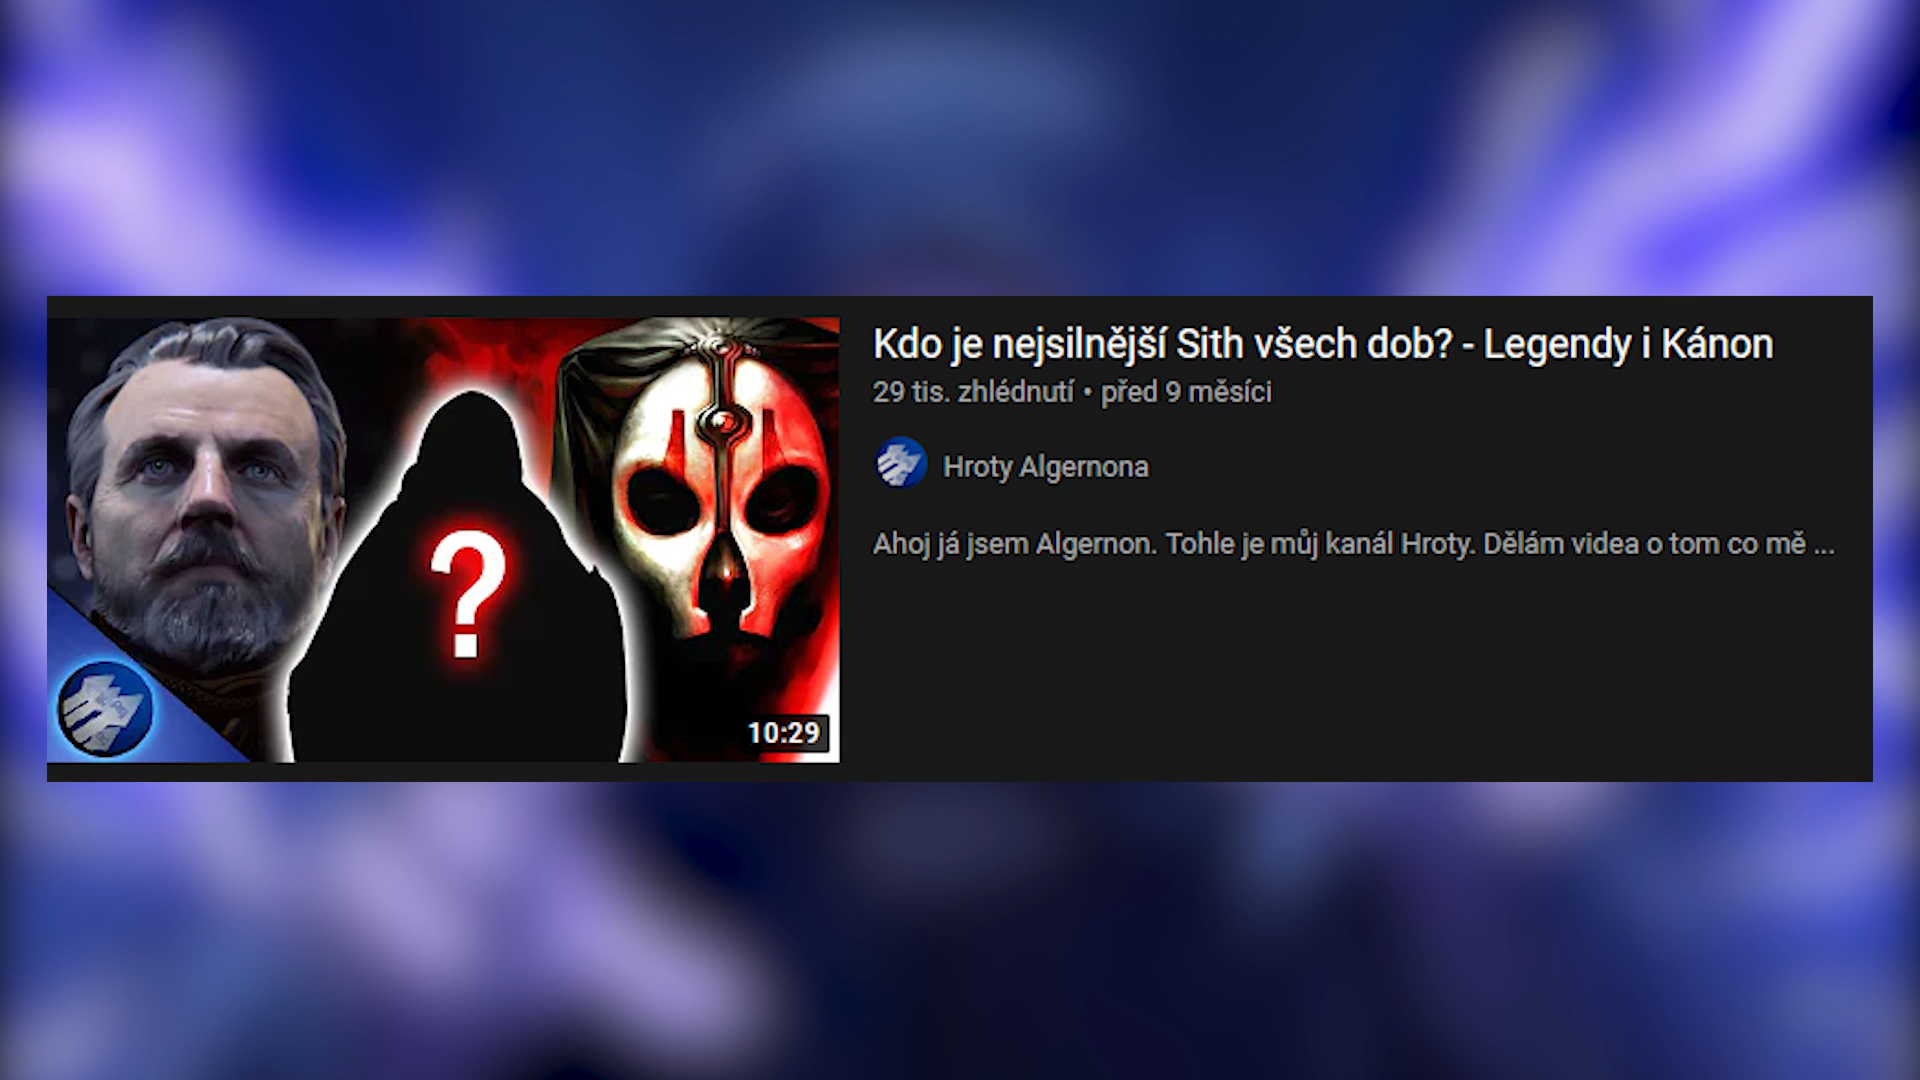 Kdo je nejsilnější Sith všech dob? - Legendy i Kánon
29 tis. zhlédnutí • před 9 měsíci
Hroty Algernona
Ahoj já jsem Algernon. Tohle je můj kanál Hroty. Dělám videa o tom co mě ...
?
10:29